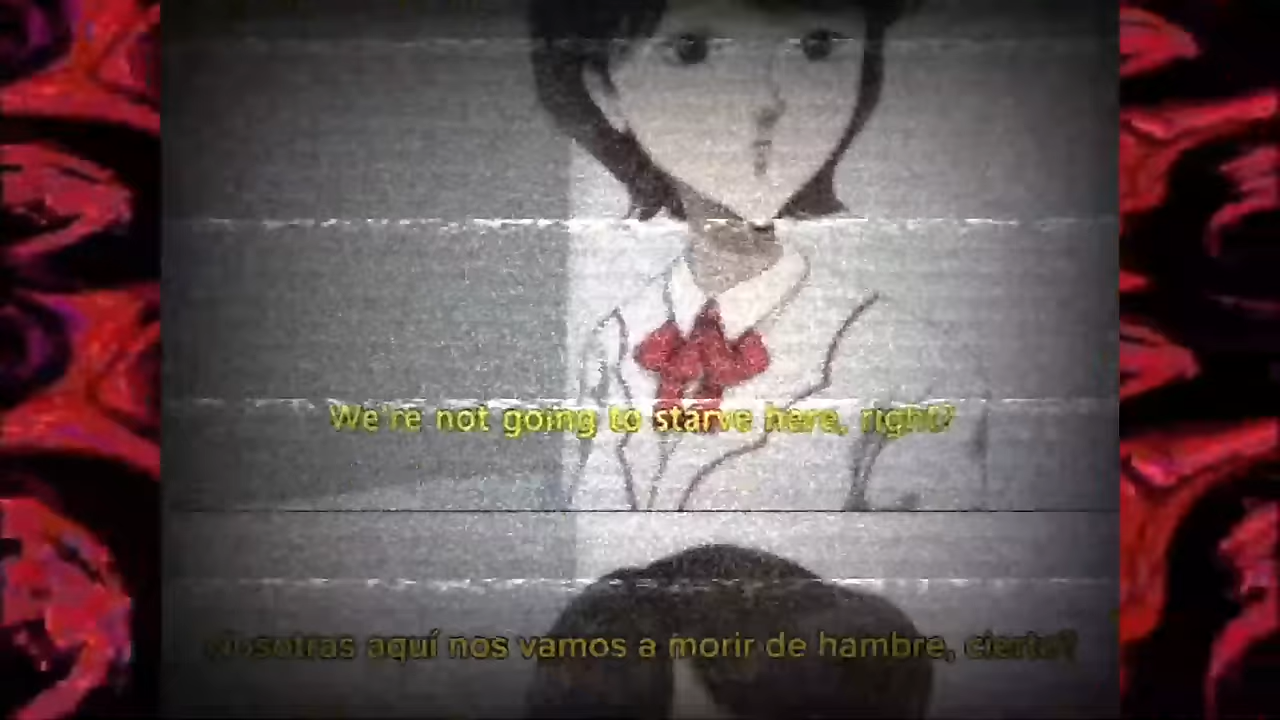 We're not going to starve here, right?
Nosotras aquí nos vamos a morir de hambre, cierto?